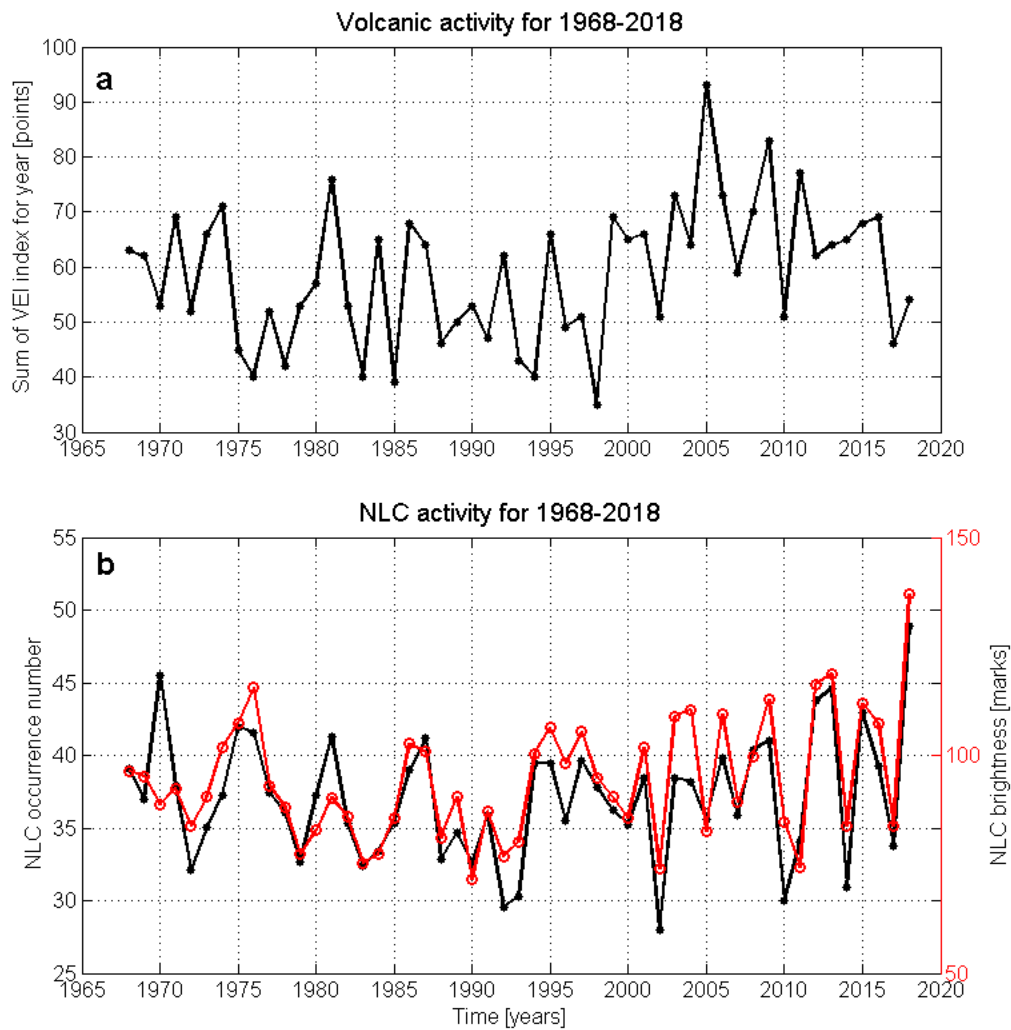 Volcanic activity for 1968-2018
a
Sum of VEI index for year [points]
100
90
80
70
60
50
40
30
1965 1970 1975 1980 1985 1990 1995 2000 2005 2010 2015 2020
NLC activity for 1968-2018
b
NLC occurrence number
55
50
45
40
35
30
25
150
100
50
NLC brightness [marks]
1965 1970 1975 1980 1985 1990 1995 2000 2005 2010 2015 2020
Time [years]